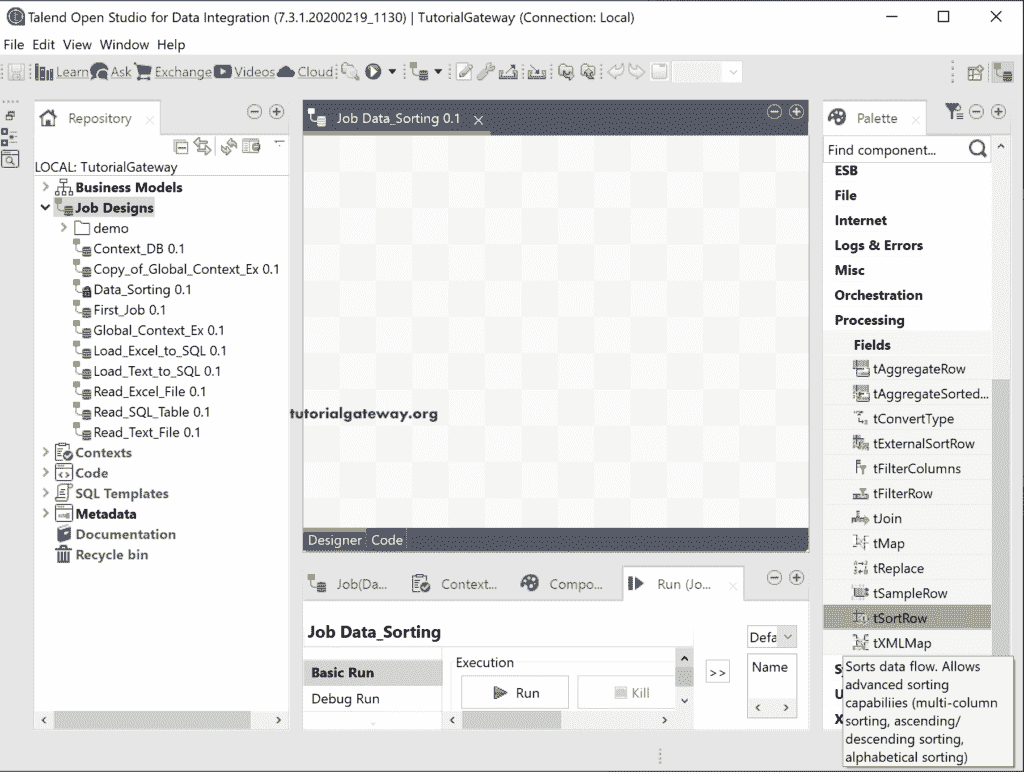 Talend Open Studio for Data Integration (7.3.1.20200219_1130) | TutorialGateway (Connection: Local)
File Edit View Window Help
Learn Ask Exchange Videos Cloud
Repository
LOCAL: TutorialGateway
Business Models
Job Designs
demo
Context_DB 0.1
Copy_of_Global_Context_Ex 0.1
Data_Sorting 0.1
First_Job 0.1
Global_Context_Ex 0.1
Load_Excel_to_SQL 0.1
Load_Text_to_SQL 0.1
Read_Excel_File 0.1
Read_SQL_Table 0.1
Read_Text_File 0.1
Contexts
Code
SQL Templates
Metadata
Documentation
Recycle bin
Job Data_Sorting 0.1
tutorialgateway.org
Designer Code
Job(Da... Context... Compo... Run (Jo...
Job Data_Sorting
Basic Run
Debug Run
Execution
Run Kill
>>
Defa
Name
Palette
Find component...
ESB
File
Internet
Logs & Errors
Misc
Orchestration
Processing
Fields
tAggregateRow
tAggregateSorted...
tConvertType
tExternalSortRow
tFilterColumns
tFilterRow
tJoin
tMap
tReplace
tSampleRow
tSortRow
tXMLMap
Sorts data flow. Allows
advanced sorting
capabiliies (multi-column
sorting, ascending/
descending sorting,
alphabetical sorting)